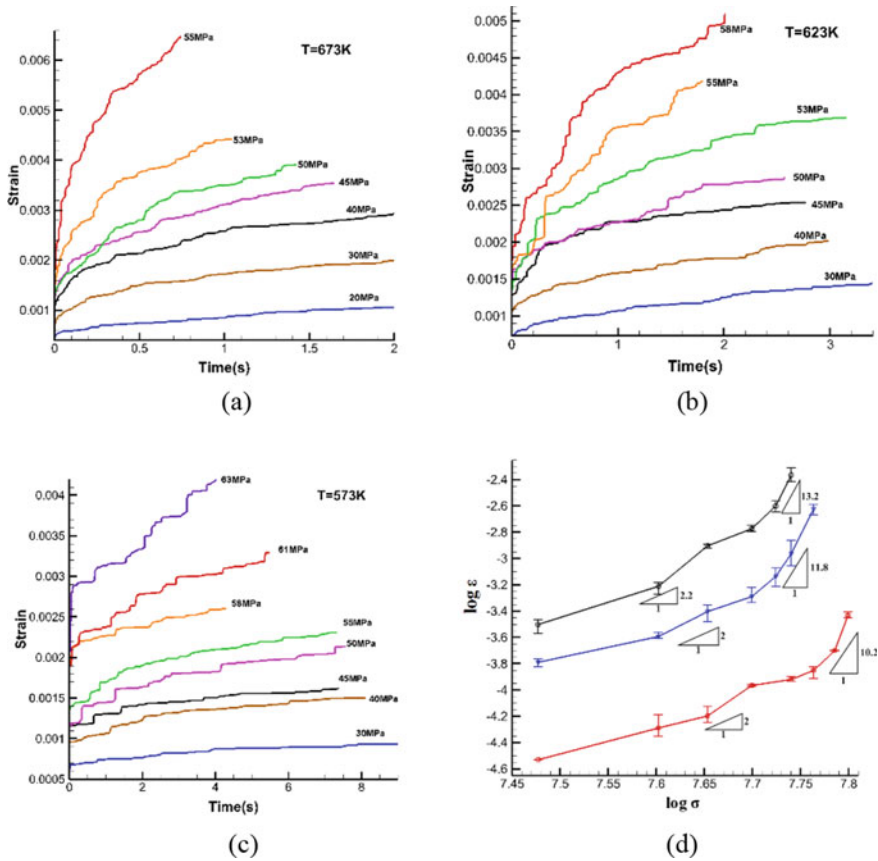 T=673K
55MPa
53MPa
50MPa
45MPa
40MPa
30MPa
20MPa
0.006
0.005
0.004
0.003
0.002
0.001
Strain
0
0.5
1
1.5
2
Time(s)
(a)
T=623K
58MPa
55MPa
53MPa
50MPa
45MPa
40MPa
30MPa
0.005
0.0045
0.004
0.0035
0.003
0.0025
0.002
0.0015
0.001
Strain
0
1
2
3
Time(s)
(b)
T=573K
63MPa
61MPa
58MPa
55MPa
50MPa
45MPa
40MPa
30MPa
0.004
0.0035
0.003
0.0025
0.002
0.0015
0.001
0.0005
Strain
0
2
4
6
8
Time(s)
(c)
-2.4
-2.6
-2.8
-3
-3.2
-3.4
-3.6
-3.8
-4
-4.2
-4.4
-4.6
log ε
13.2
1
2.2
1
11.8
1
2
1
10.2
1
2
1
7.45
7.5
7.55
7.6
7.65
7.7
7.75
7.8
log σ
(d)